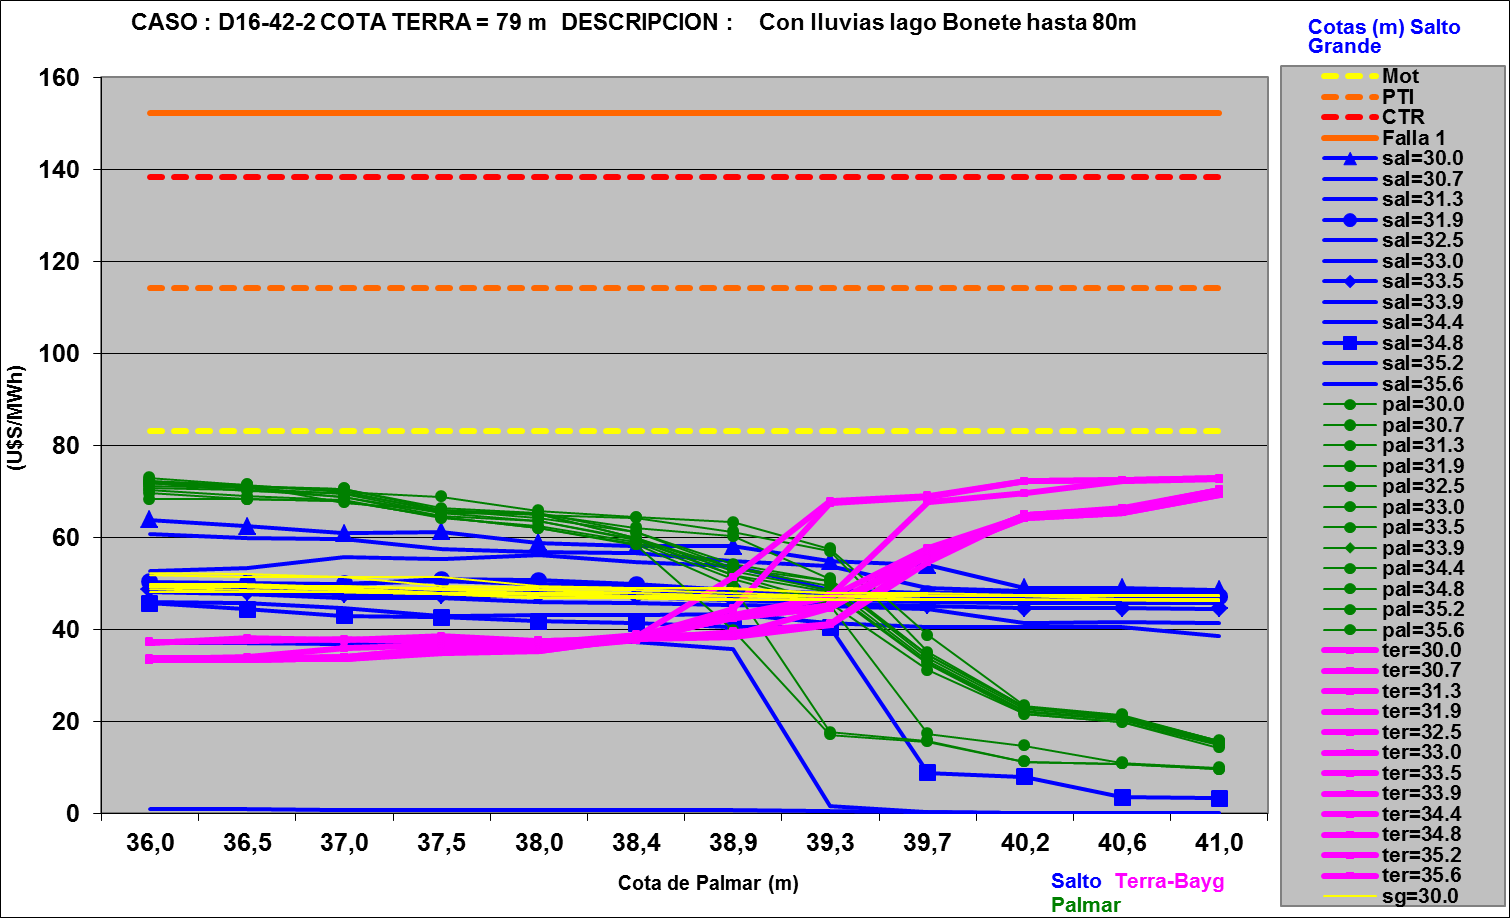 CASO : D16-42-2 COTA TERRA = 79 m DESCRIPCION : Con lluvias lago Bonete hasta 80m
Cotas (m) Salto
Grande
160
140
120
100
80
60
40
20
0
(U$S/MWh)
36,0 36,5 37,0 37,5 38,0 38,4 38,9 39,3 39,7 40,2 40,6 41,0
Cota de Palmar (m)
Salto Terra-Bayg
Palmar
Mot
PTI
CTR
Falla 1
sal=30.0
sal=30.7
sal=31.3
sal=31.9
sal=32.5
sal=33.0
sal=33.5
sal=33.9
sal=34.4
sal=34.8
sal=35.2
sal=35.6
pal=30.0
pal=30.7
pal=31.3
pal=31.9
pal=32.5
pal=33.0
pal=33.5
pal=33.9
pal=34.4
pal=34.8
pal=35.2
pal=35.6
ter=30.0
ter=30.7
ter=31.3
ter=31.9
ter=32.5
ter=33.0
ter=33.5
ter=33.9
ter=34.4
ter=34.8
ter=35.2
ter=35.6
sg=30.0